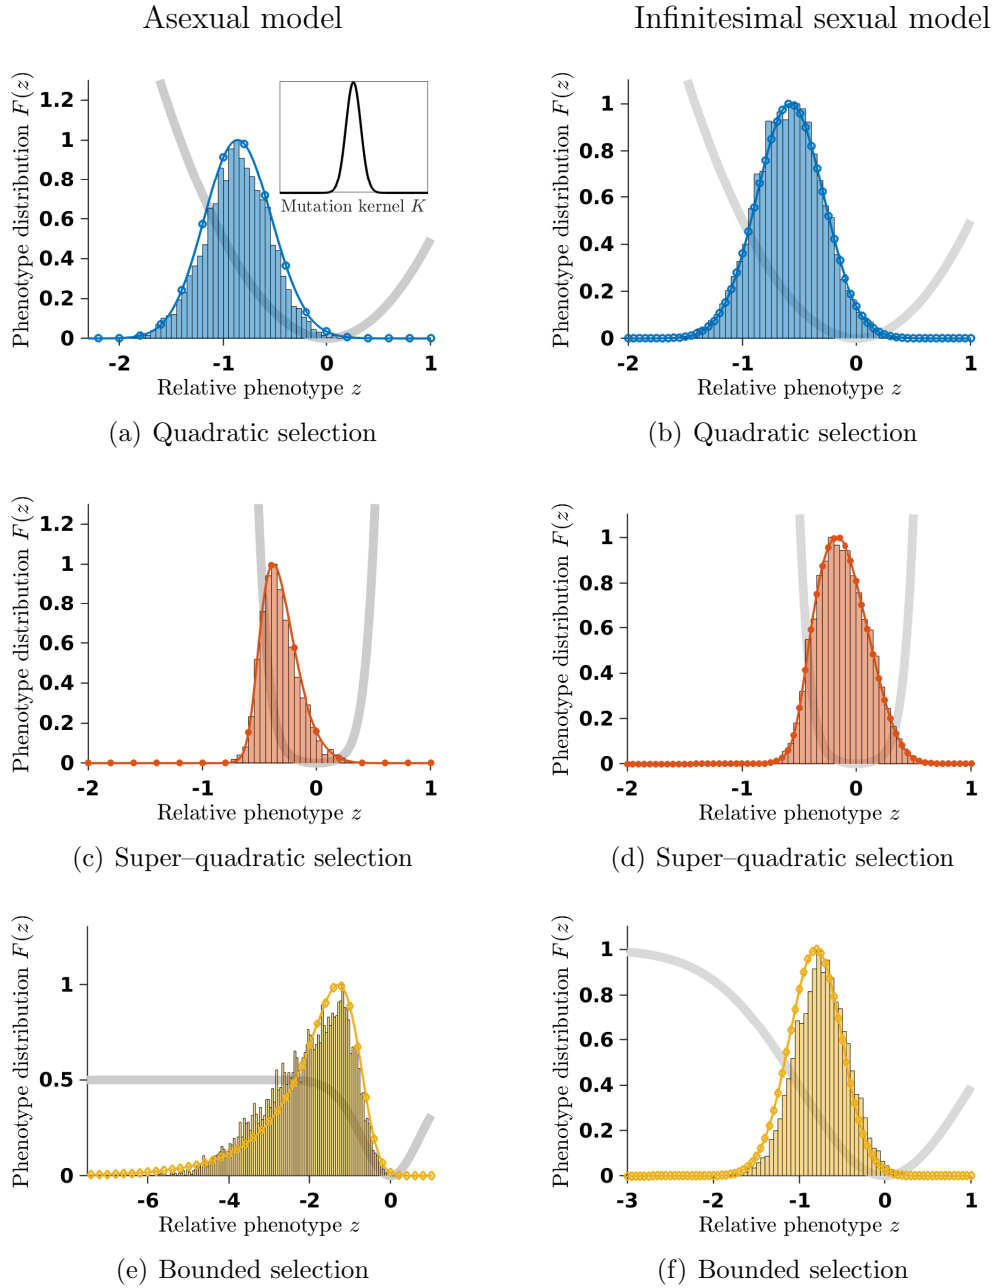 Asexual model
Infinitesimal sexual model
Phenotype distribution F(z)
1.2
1
0.8
0.6
0.4
0.2
0
-2
-1
0
1
Mutation kernel K
Relative phenotype z
(a) Quadratic selection
Phenotype distribution F(z)
1
0.8
0.6
0.4
0.2
0
-2
-1
0
1
Relative phenotype z
(b) Quadratic selection
Phenotype distribution F(z)
1.2
1
0.8
0.6
0.4
0.2
0
-2
-1
0
1
Relative phenotype z
(c) Super–quadratic selection
Phenotype distribution F(z)
1
0.8
0.6
0.4
0.2
0
-2
-1
0
1
Relative phenotype z
(d) Super–quadratic selection
Phenotype distribution F(z)
1
0.5
0
-6
-4
-2
0
Relative phenotype z
(e) Bounded selection
Phenotype distribution F(z)
1
0.8
0.6
0.4
0.2
0
-3
-2
-1
0
1
Relative phenotype z
(f) Bounded selection